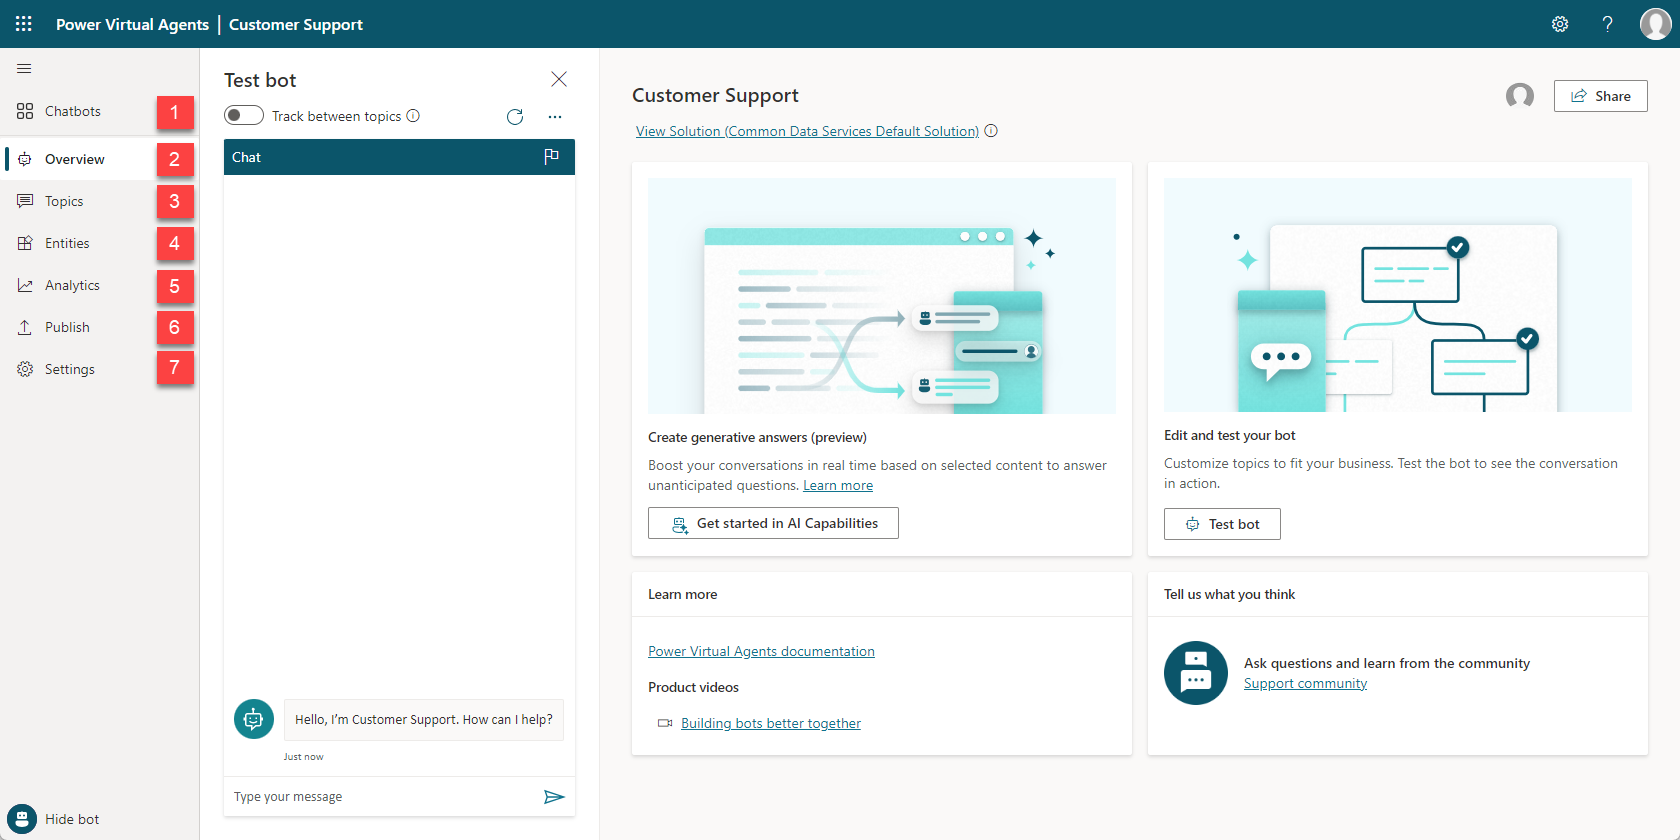 Power Virtual Agents | Customer Support
Chatbots 1
Overview 2
Topics 3
Entities 4
Analytics 5
Publish 6
Settings 7
Hide bot
Test bot
Track between topics
Chat
Hello, I'm Customer Support. How can I help?
Just now
Type your message
Customer Support
Share
View Solution (Common Data Services Default Solution)
Create generative answers (preview)
Boost your conversations in real time based on selected content to answer
unanticipated questions. Learn more
Get started in AI Capabilities
Edit and test your bot
Customize topics to fit your business. Test the bot to see the conversation
in action.
Test bot
Learn more
Power Virtual Agents documentation
Product videos
Building bots better together
Tell us what you think
Ask questions and learn from the community
Support community